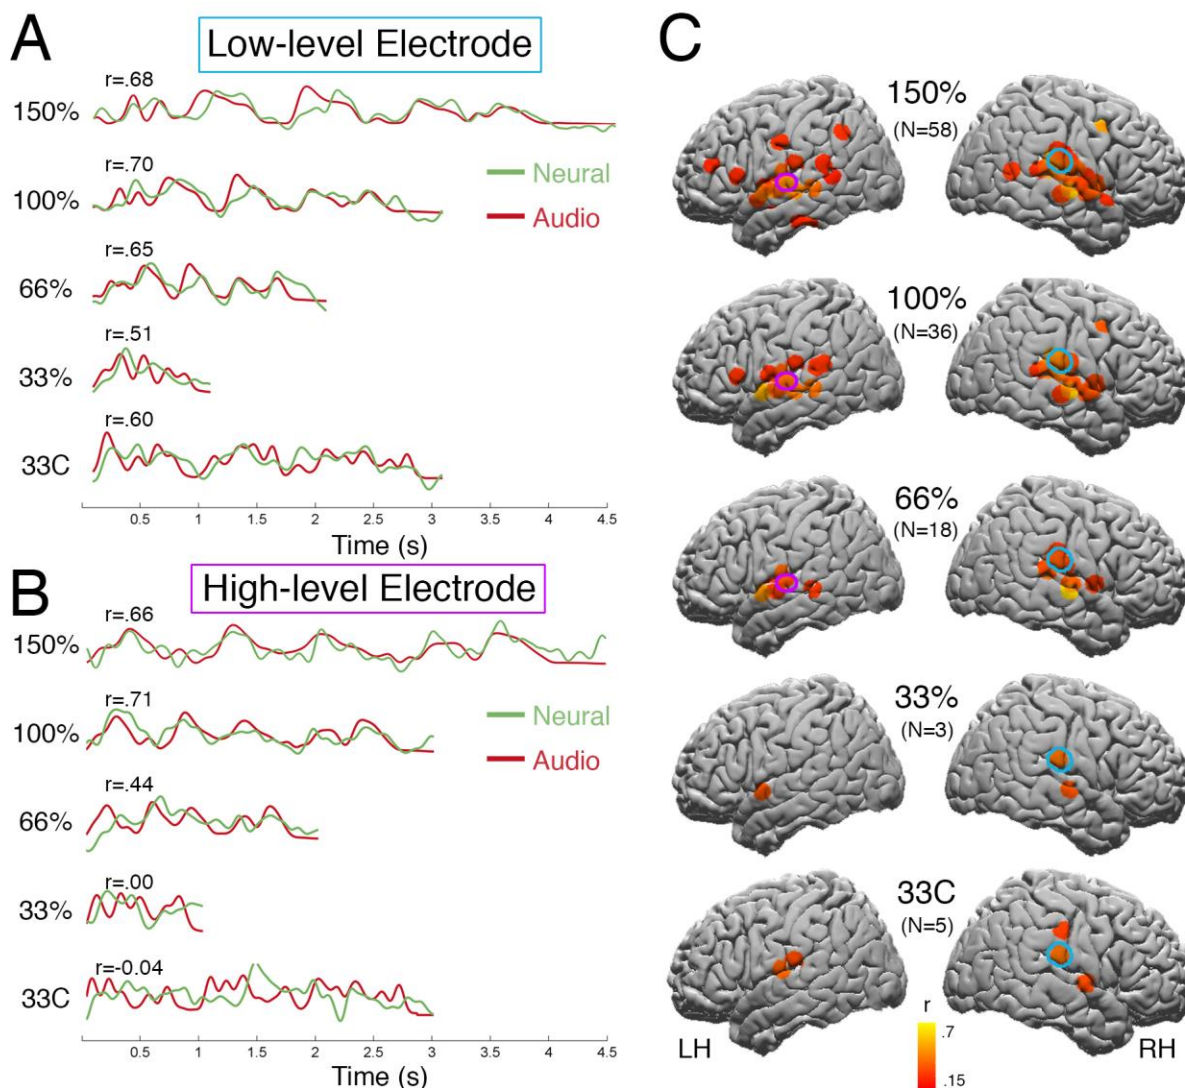 A
Low-level Electrode
150%
r=.68
100%
r=.70
Neural
Audio
66%
r=.65
33%
r=.51
33C
r=.60
0.5 1 1.5 2 2.5 3 3.5 4 4.5
Time (s)
B
High-level Electrode
150%
r=.66
100%
r=.71
Neural
Audio
66%
r=.44
33%
r=.00
33C
r=-0.04
0.5 1 1.5 2 2.5 3 3.5 4 4.5
Time (s)
C
150%
(N=58)
100%
(N=36)
66%
(N=18)
33%
(N=3)
33C
(N=5)
r
.7
.15
LH
RH